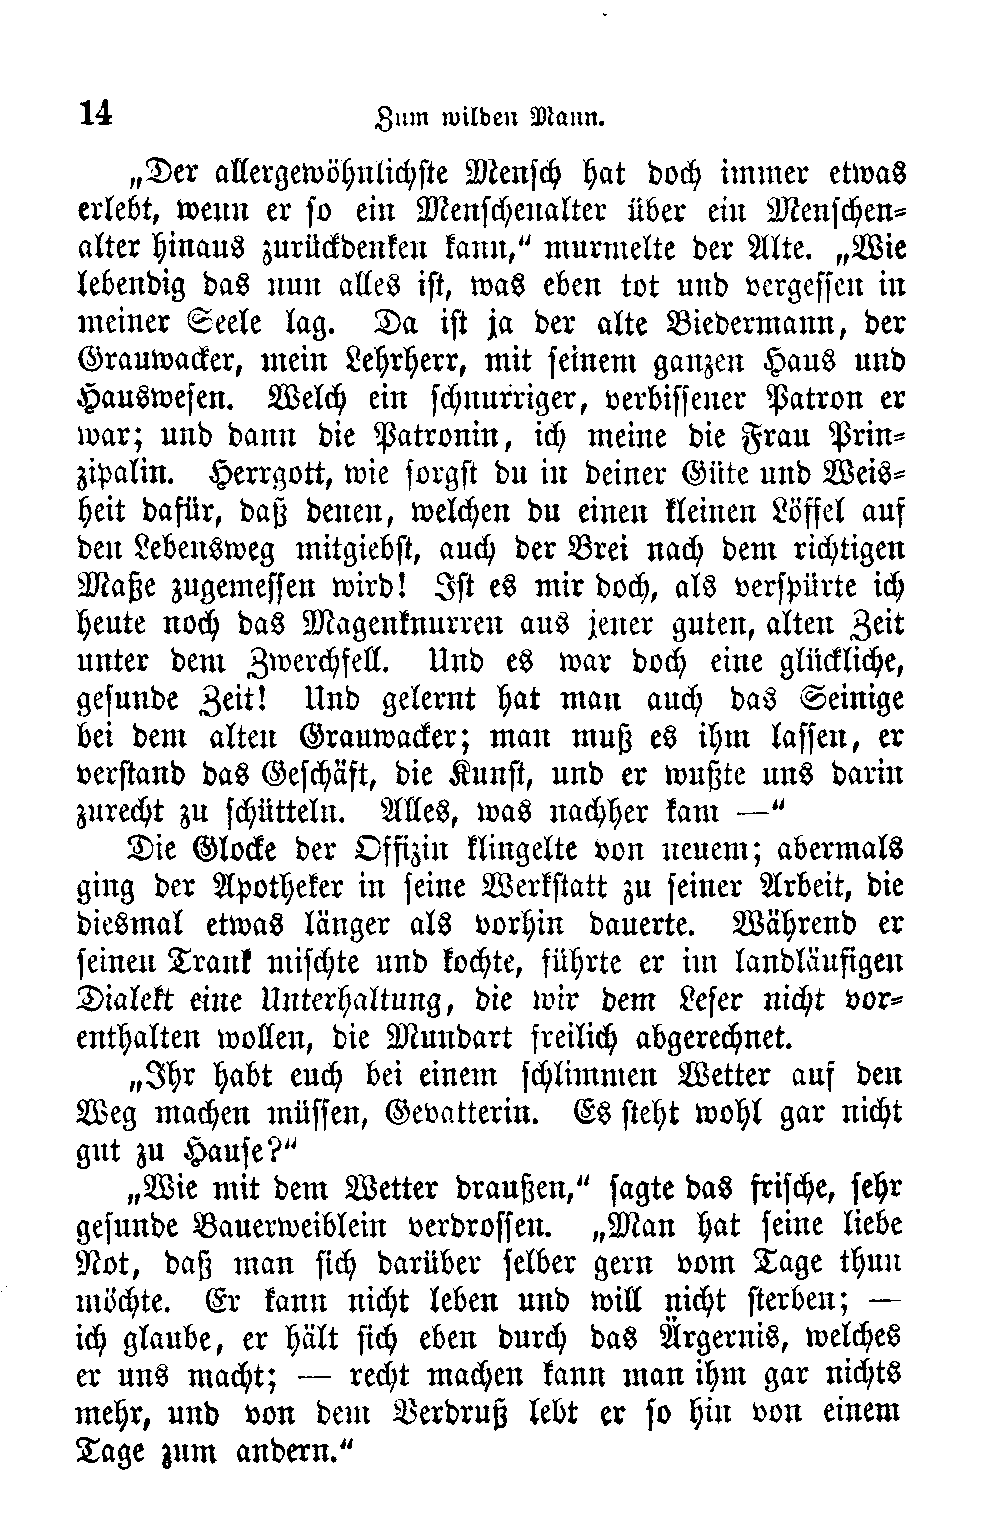 14 Zum wilden Mann.
„Der allergewöhnlichste Mensch hat doch immer etwas
erlebt, wenn er so ein Menschenalter über ein Menschen=
alter hinaus zurückdenken kann,“ murmelte der Alte. „Wie
lebendig das nun alles ist, was eben tot und vergessen in
meiner Seele lag. Da ist ja der alte Biedermann, der
Grauwacker, mein Lehrherr, mit seinem ganzen Haus und
Hauswesen. Welch ein schnurriger, verbissener Patron er
war; und dann die Patronin, ich meine die Frau Prin=
zipalin. Herrgott, wie sorgst du in deiner Güte und Weis=
heit dafür, daß denen, welchen du einen kleinen Löffel auf
den Lebensweg mitgiebst, auch der Brei nach dem richtigen
Maße zugemessen wird! Ist es mir doch, als verspürte ich
heute noch das Magenknurren aus jener guten, alten Zeit
unter dem Zwerchfell. Und es war doch eine glückliche,
gesunde Zeit! Und gelernt hat man auch das Seinige
bei dem alten Grauwacker; man muß es ihm lassen, er
verstand das Geschäft, die Kunst, und er wußte uns darin
zurecht zu schütteln. Alles, was nachher kam —“
Die Glocke der Offizin klingelte von neuem; abermals
ging der Apotheker in seine Werkstatt zu seiner Arbeit, die
diesmal etwas länger als vorhin dauerte. Während er
seinen Trank mischte und kochte, führte er im landläufigen
Dialekt eine Unterhaltung, die wir dem Leser nicht vor=
enthalten wollen, die Mundart freilich abgerechnet.
„Ihr habt euch bei einem schlimmen Wetter auf den
Weg machen müssen, Gevatterin. Es steht wohl gar nicht
gut zu Hause?“
„Wie mit dem Wetter draußen,“ sagte das frische, sehr
gesunde Bauerweiblein verdrossen. „Man hat seine liebe
Not, daß man sich darüber selber gern vom Tage thun
möchte. Er kann nicht leben und will nicht sterben; —
ich glaube, er hält sich eben durch das Ärgernis, welches
er uns macht; — recht machen kann man ihm gar nichts
mehr, und von dem Verdruß lebt er so hin von einem
Tage zum andern.“